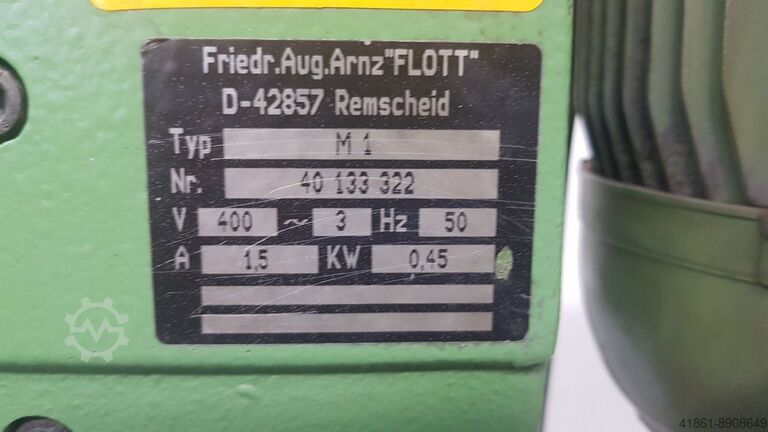 Friedr.Aug.Arnz"FLOTT"
D-42857 Remscheid
Typ M 1
Nr. 40 133 322
V 400 ~ 3 Hz 50
A 1,5 KW 0,45
41861-8908649